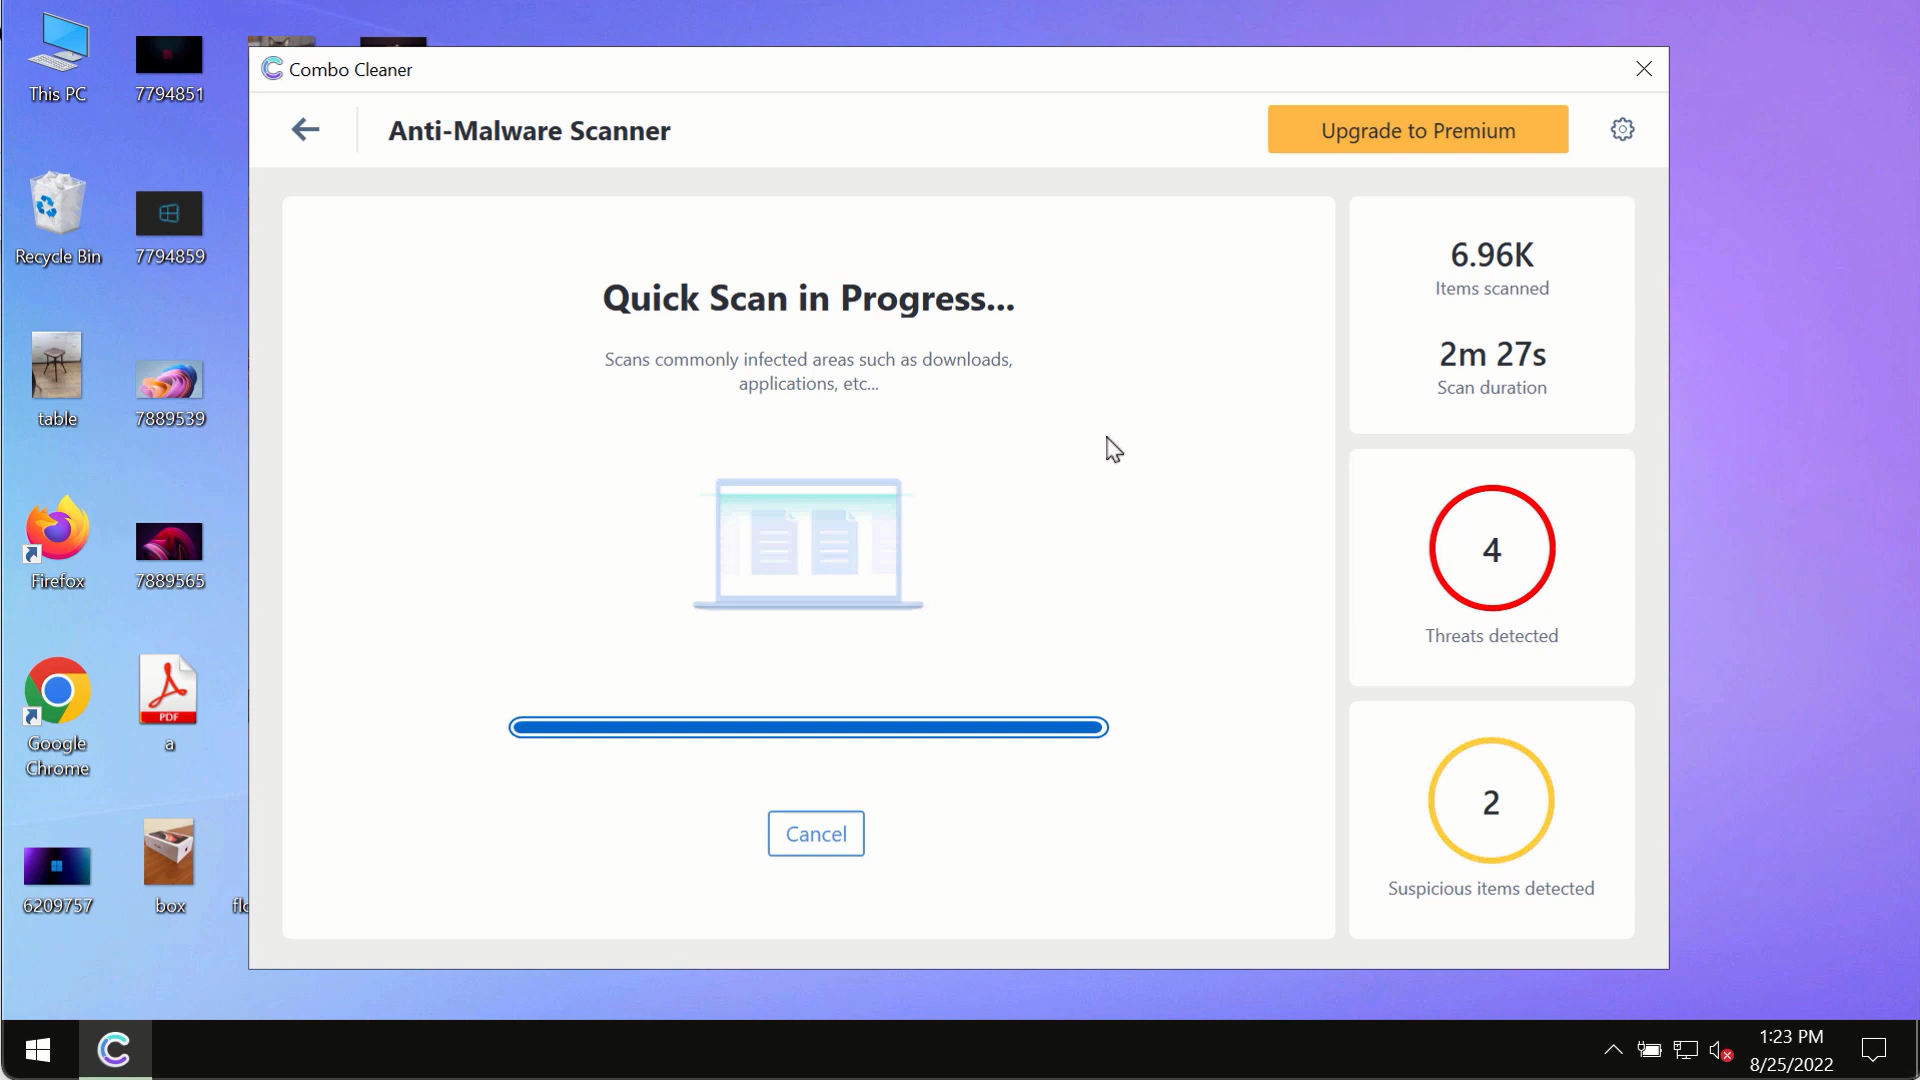 This PC
7794851
Recycle Bin
7794859
table
7889539
Firefox
7889565
Google
Chrome
PDF
a
6209757
box
Combo Cleaner
Anti-Malware Scanner
Upgrade to Premium
Quick Scan in Progress...
Scans commonly infected areas such as downloads,
applications, etc...
Cancel
6.96K
Items scanned
2m 27s
Scan duration
4
Threats detected
2
Suspicious items detected
1:23 PM
8/25/2022